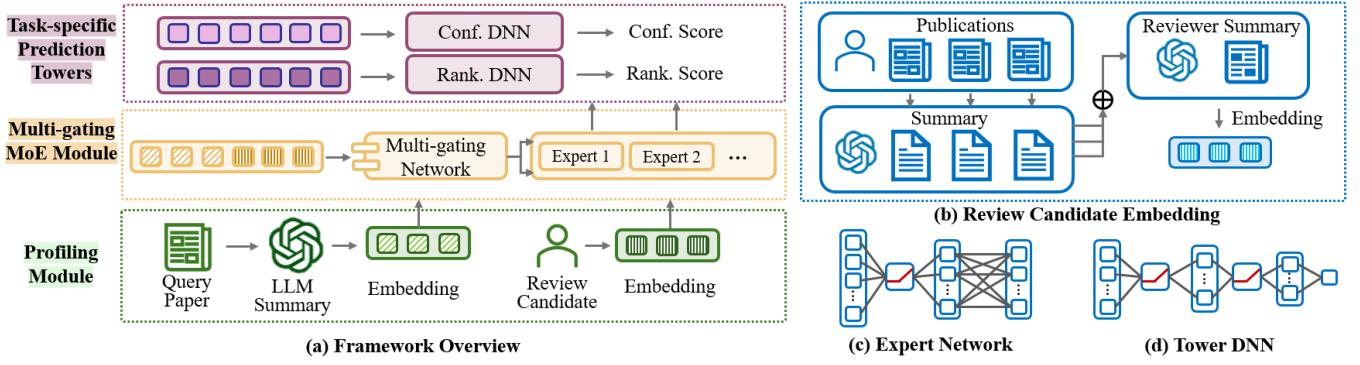 Task-specific
Prediction
Towers
Conf. DNN
Conf. Score
Rank. DNN
Rank. Score
Multi-gating
MoE Module
Multi-gating
Network
Expert 1
Expert 2
...
Profiling
Module
Query
Paper
LLM
Summary
Embedding
Review
Candidate
Embedding
(a) Framework Overview
Publications
Summary
Reviewer Summary
Embedding
(b) Review Candidate Embedding
(c) Expert Network
(d) Tower DNN